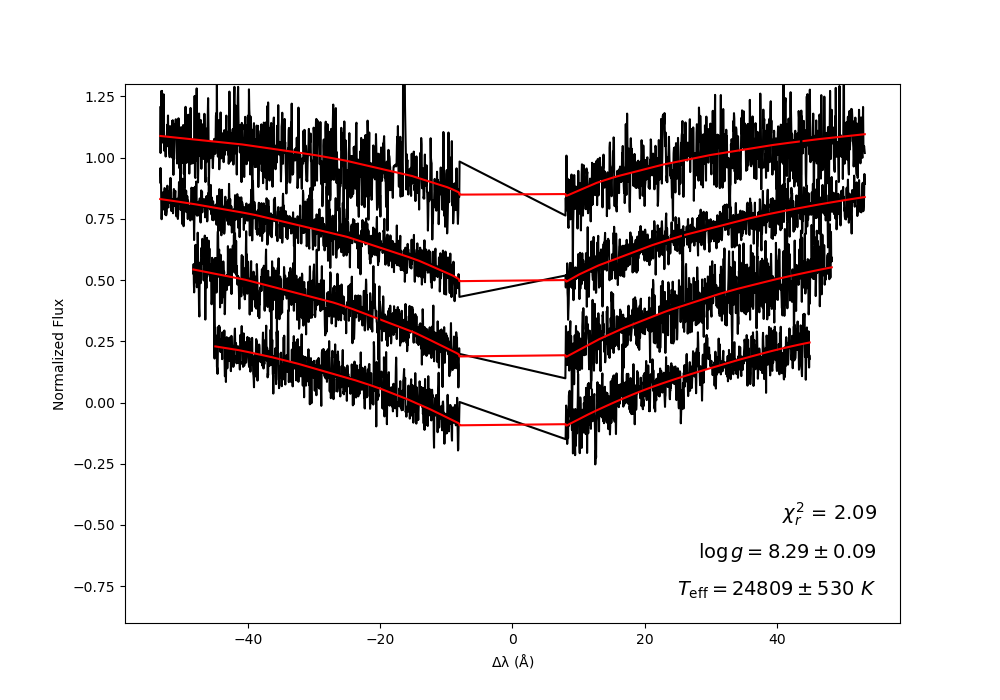 1.25
1.00
0.75
0.50
0.25
0.00
−0.25
−0.50
−0.75
Normalized Flux
χ²ᵣ = 2.09
log g = 8.29 ± 0.09
T_eff = 24809 ± 530 K
−40 −20 0 20 40
Δλ (Å)